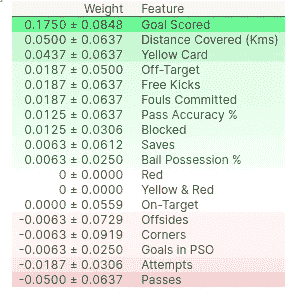 Weight Feature
0.1750 ± 0.0848 Goal Scored
0.0500 ± 0.0637 Distance Covered (Kms)
0.0437 ± 0.0637 Yellow Card
0.0187 ± 0.0500 Off-Target
0.0187 ± 0.0637 Free Kicks
0.0187 ± 0.0637 Fouls Committed
0.0125 ± 0.0637 Pass Accuracy %
0.0125 ± 0.0306 Blocked
0.0063 ± 0.0612 Saves
0.0063 ± 0.0250 Ball Possession %
0 ± 0.0000 Red
0 ± 0.0000 Yellow & Red
0.0000 ± 0.0559 On-Target
-0.0063 ± 0.0729 Offsides
-0.0063 ± 0.0919 Corners
-0.0063 ± 0.0250 Goals in PSO
-0.0187 ± 0.0306 Attempts
-0.0500 ± 0.0637 Passes